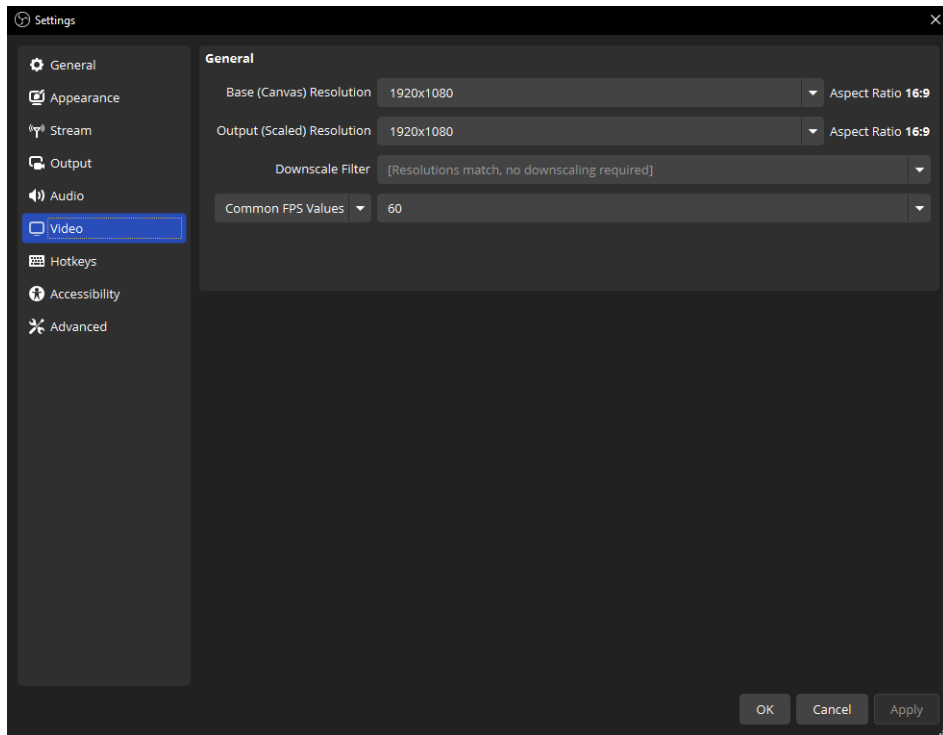 Settings
General
Appearance
Stream
Output
Audio
Video
Hotkeys
Accessibility
Advanced
General
Base (Canvas) Resolution 1920x1080 Aspect Ratio 16:9
Output (Scaled) Resolution 1920x1080 Aspect Ratio 16:9
Downscale Filter [Resolutions match, no downscaling required]
Common FPS Values 60
OK Cancel Apply